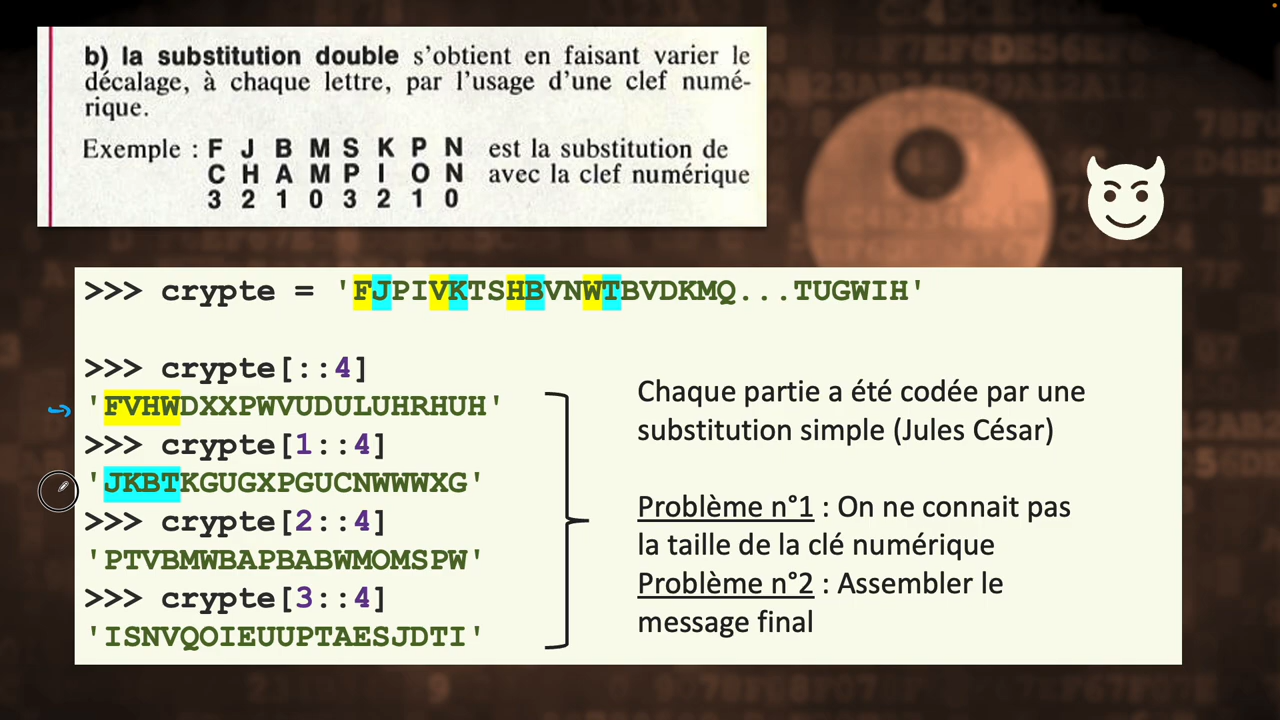 b) la substitution double s'obtient en faisant varier le
décalage, à chaque lettre, par l'usage d'une clef numé-
rique.
Exemple : F J B M S K P N est la substitution de
C H A M P I O N avec la clef numérique
3 2 1 0 3 2 1 0
>>> crypte = 'FJPIVKTSHBVNWTBVDKMQ...TUGWIH'
>>> crypte[::4]
'FVHWDXXPWVUDULUHRHUH'
>>> crypte[1::4]
'JKBTKGUGXPGUCNWWWXG'
>>> crypte[2::4]
'PTVBMWBAPBABWMOMSPW'
>>> crypte[3::4]
'ISNVQOIEUUPTAESJDTI'
Chaque partie a été codée par une
substitution simple (Jules César)
Problème n°1 : On ne connait pas
la taille de la clé numérique
Problème n°2 : Assembler le
message final